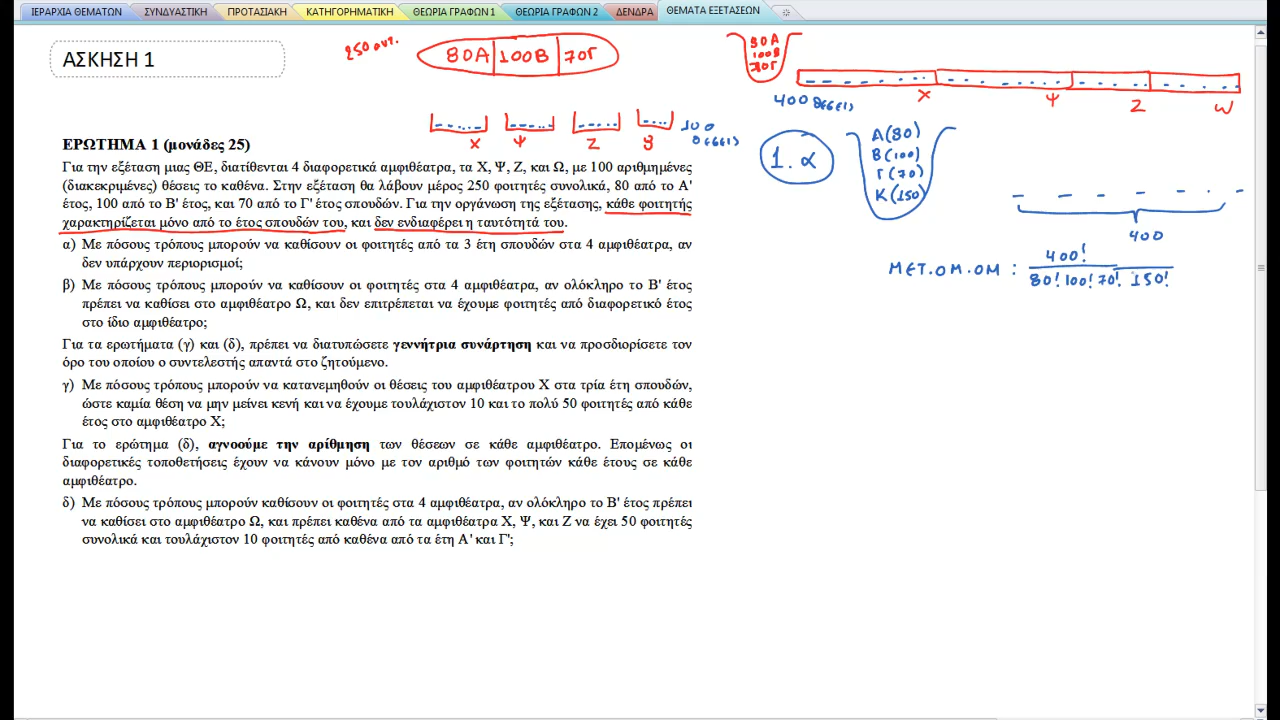 ΙΕΡΑΡΧΙΑ ΘΕΜΑΤΩΝ ΣΥΝΔΥΑΣΤΙΚΗ ΠΡΟΤΑΣΙΑΚΗ ΚΑΤΗΓΟΡΗΜΑΤΙΚΗ ΘΕΩΡΙΑ ΓΡΑΦΩΝ 1 ΘΕΩΡΙΑ ΓΡΑΦΩΝ 2 ΔΕΝΔΡΑ ΘΕΜΑΤΑ ΕΞΕΤΑΣΕΩΝ
ΑΣΚΗΣΗ 1
250 αντ.
80Α 100Β 70Γ
80Α
100Β
70Γ
400 θέσεις
Χ Ψ Ζ Ω
Χ Ψ Ζ Ω
100 θέσεις
ΕΡΩΤΗΜΑ 1 (μονάδες 25)
Για την εξέταση μιας ΘΕ, διατίθενται 4 διαφορετικά αμφιθέατρα, τα Χ, Ψ, Ζ, και Ω, με 100 αριθμημένες
(διακεκριμένες) θέσεις το καθένα. Στην εξέταση θα λάβουν μέρος 250 φοιτητές συνολικά, 80 από το Α'
έτος, 100 από το Β' έτος, και 70 από το Γ' έτος σπουδών. Για την οργάνωση της εξέτασης, κάθε φοιτητής
χαρακτηρίζεται μόνο από το έτος σπουδών του, και δεν ενδιαφέρει η ταυτότητά του.
α) Με πόσους τρόπους μπορούν να καθίσουν οι φοιτητές από τα 3 έτη σπουδών στα 4 αμφιθέατρα, αν
δεν υπάρχουν περιορισμοί;
β) Με πόσους τρόπους μπορούν να καθίσουν οι φοιτητές στα 4 αμφιθέατρα, αν ολόκληρο το Β' έτος
πρέπει να καθίσει στο αμφιθέατρο Ω, και δεν επιτρέπεται να έχουμε φοιτητές από διαφορετικό έτος
στο ίδιο αμφιθέατρο;
Για τα ερωτήματα (γ) και (δ), πρέπει να διατυπώσετε γεννήτρια συνάρτηση και να προσδιορίσετε τον
όρο του οποίου ο συντελεστής απαντά στο ζητούμενο.
γ) Με πόσους τρόπους μπορούν να κατανεμηθούν οι θέσεις του αμφιθέατρου Χ στα τρία έτη σπουδών,
ώστε καμία θέση να μην μείνει κενή και να έχουμε τουλάχιστον 10 και το πολύ 50 φοιτητές από κάθε
έτος στο αμφιθέατρο Χ;
Για το ερώτημα (δ), αγνοούμε την αρίθμηση των θέσεων σε κάθε αμφιθέατρο. Επομένως οι
διαφορετικές τοποθετήσεις έχουν να κάνουν μόνο με τον αριθμό των φοιτητών κάθε έτους σε κάθε
αμφιθέατρο.
δ) Με πόσους τρόπους μπορούν καθίσουν οι φοιτητές στα 4 αμφιθέατρα, αν ολόκληρο το Β' έτος πρέπει
να καθίσει στο αμφιθέατρο Ω, και πρέπει καθένα από τα αμφιθέατρα Χ, Ψ, και Ζ να έχει 50 φοιτητές
συνολικά και τουλάχιστον 10 φοιτητές από καθένα από τα έτη Α' και Γ';
1.α
Α(80)
Β(100)
Γ(70)
Κ(150)
400
ΜΕΤ.ΟΜ.ΟΜ :
400!
80! 100! 70! 150!